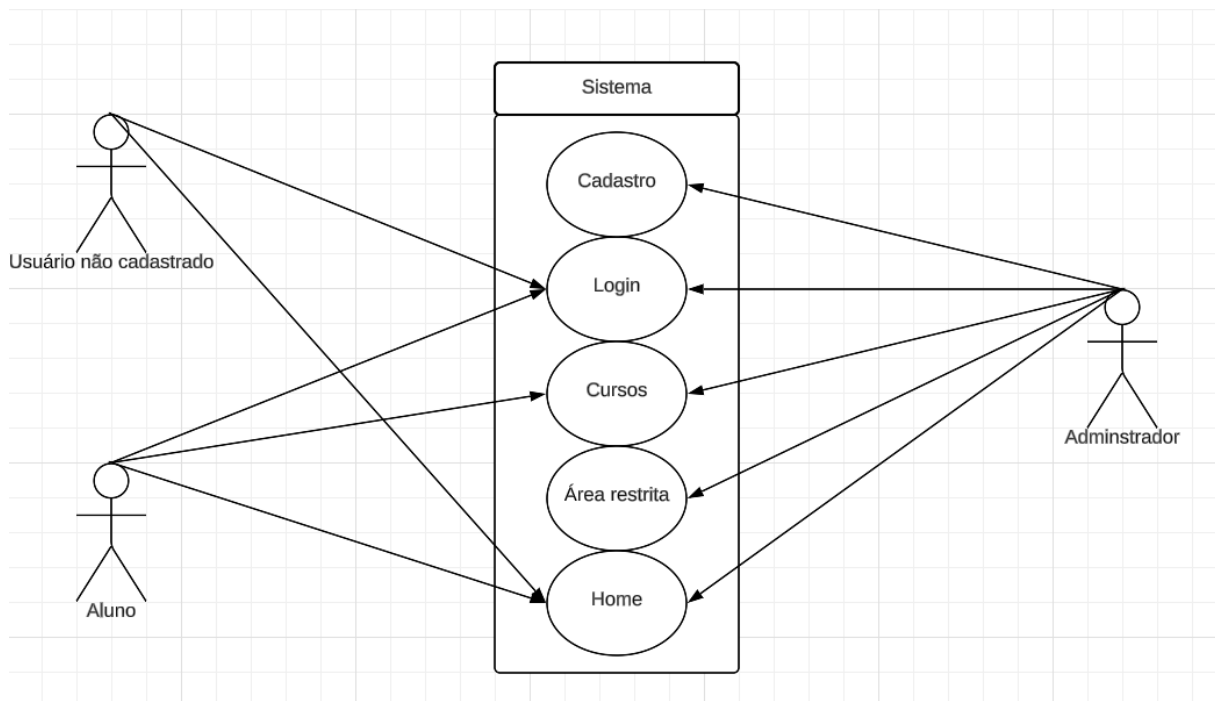 Sistema
Cadastro
Usuário não cadastrado
Login
Cursos
Adminstrador
Área restrita
Home
Aluno